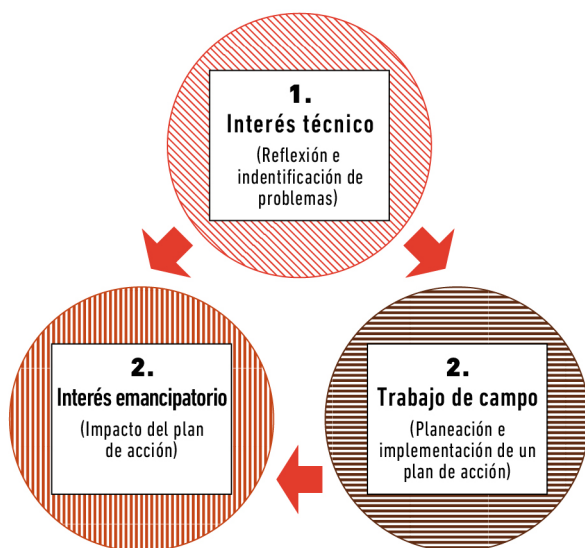 1.
Interés técnico
(Reflexión e
indentificación de
problemas)
2.
Interés emancipatorio
(Impacto del plan
de acción)
2.
Trabajo de campo
(Planeación e
implementación de un
plan de acción)